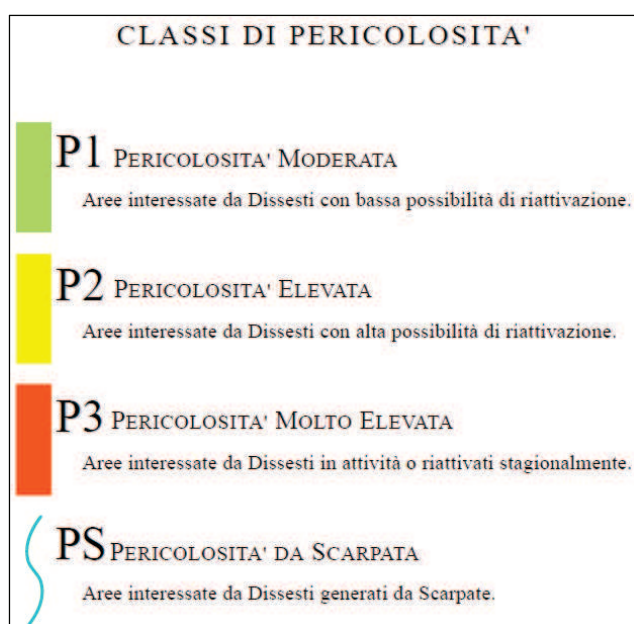 CLASSI DI PERICOLOSITA'
P1 PERICOLOSITA' MODERATA
Aree interessate da Dissesti con bassa possibilità di riattivazione.
P2 PERICOLOSITA' ELEVATA
Aree interessate da Dissesti con alta possibilità di riattivazione.
P3 PERICOLOSITA' MOLTO ELEVATA
Aree interessate da Dissesti in attività o riattivati stagionalmente.
PS PERICOLOSITA' DA SCARPATA
Aree interessate da Dissesti generati da Scarpate.